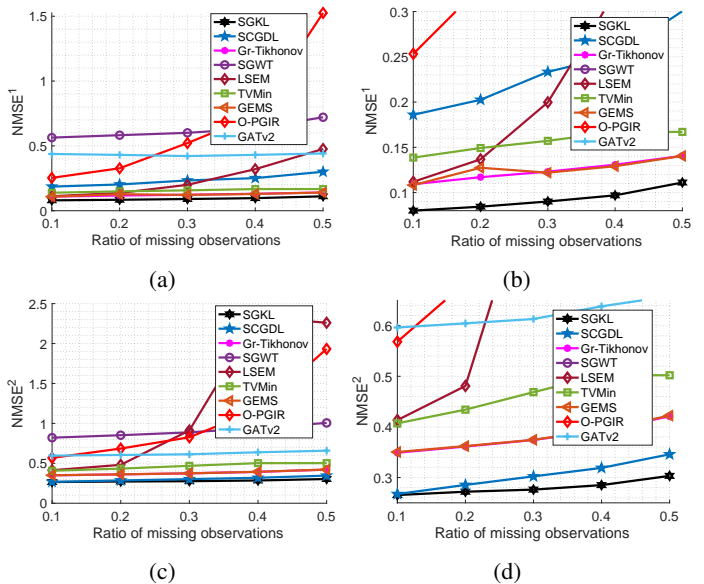 1.5
1
0.5
0
NMSE1
0.1 0.2 0.3 0.4 0.5
Ratio of missing observations
SGKL
SCGDL
Gr-Tikhonov
SGWT
LSEM
TVMin
GEMS
O-PGIR
GATv2
(a)
0.3
0.25
0.2
0.15
0.1
NMSE1
0.1 0.2 0.3 0.4 0.5
Ratio of missing observations
SGKL
SCGDL
Gr-Tikhonov
SGWT
LSEM
TVMin
GEMS
O-PGIR
GATv2
(b)
2.5
2
1.5
1
0.5
0
NMSE2
0.1 0.2 0.3 0.4 0.5
Ratio of missing observations
SGKL
SCGDL
Gr-Tikhonov
SGWT
LSEM
TVMin
GEMS
O-PGIR
GATv2
(c)
0.6
0.5
0.4
0.3
NMSE2
0.1 0.2 0.3 0.4 0.5
Ratio of missing observations
SGKL
SCGDL
Gr-Tikhonov
SGWT
LSEM
TVMin
GEMS
O-PGIR
GATv2
(d)